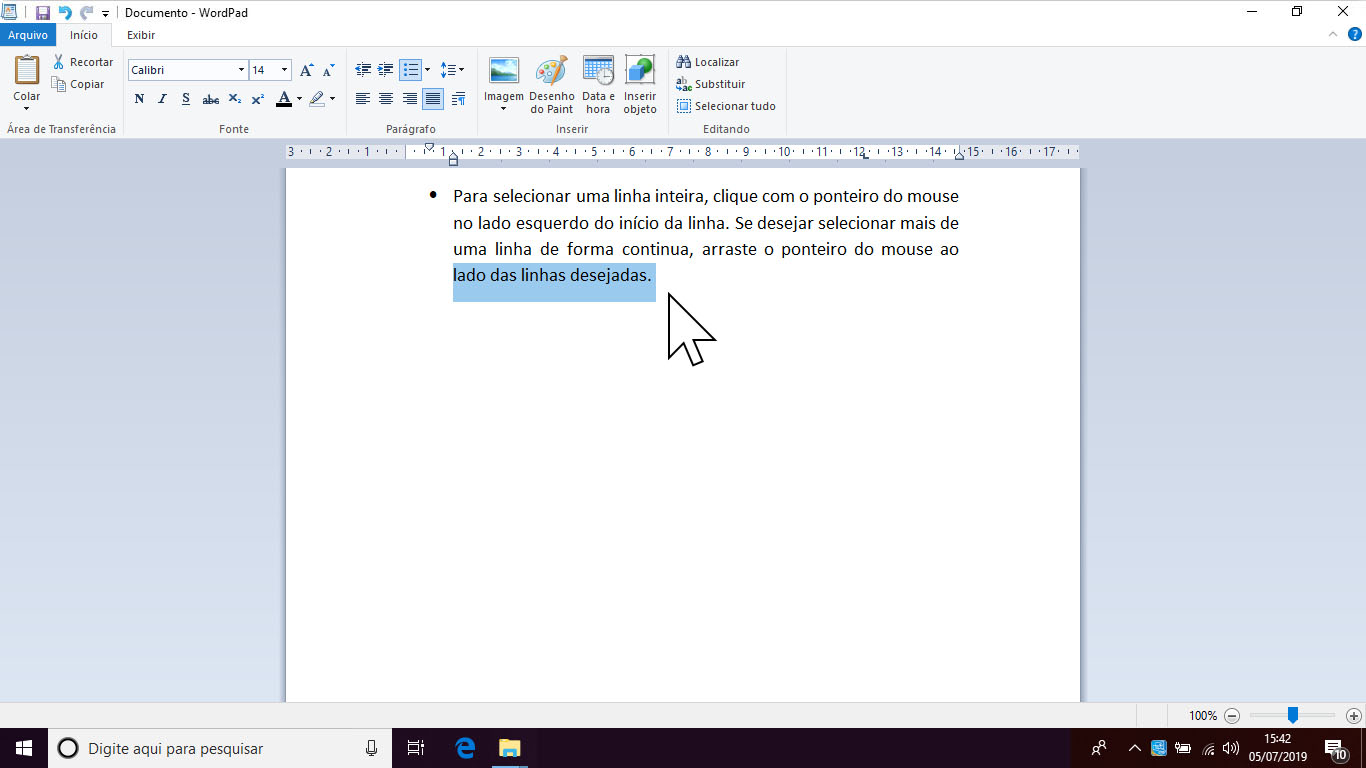 Documento - WordPad
Arquivo Início Exibir
Colar
Recortar
Copiar
Área de Transferência
Calibri 14
N I S abc X₂ X² A
Fonte
Parágrafo
Imagem
Desenho do Paint
Data e hora
Inserir objeto
Inserir
Localizar
Substituir
Selecionar tudo
Editando
3 2 1 1 2 3 4 5 6 7 8 9 10 11 12 13 14 15 16 17
• Para selecionar uma linha inteira, clique com o ponteiro do mouse
no lado esquerdo do início da linha. Se desejar selecionar mais de
uma linha de forma continua, arraste o ponteiro do mouse ao
lado das linhas desejadas.
100%
Digite aqui para pesquisar
15:42
05/07/2019
10